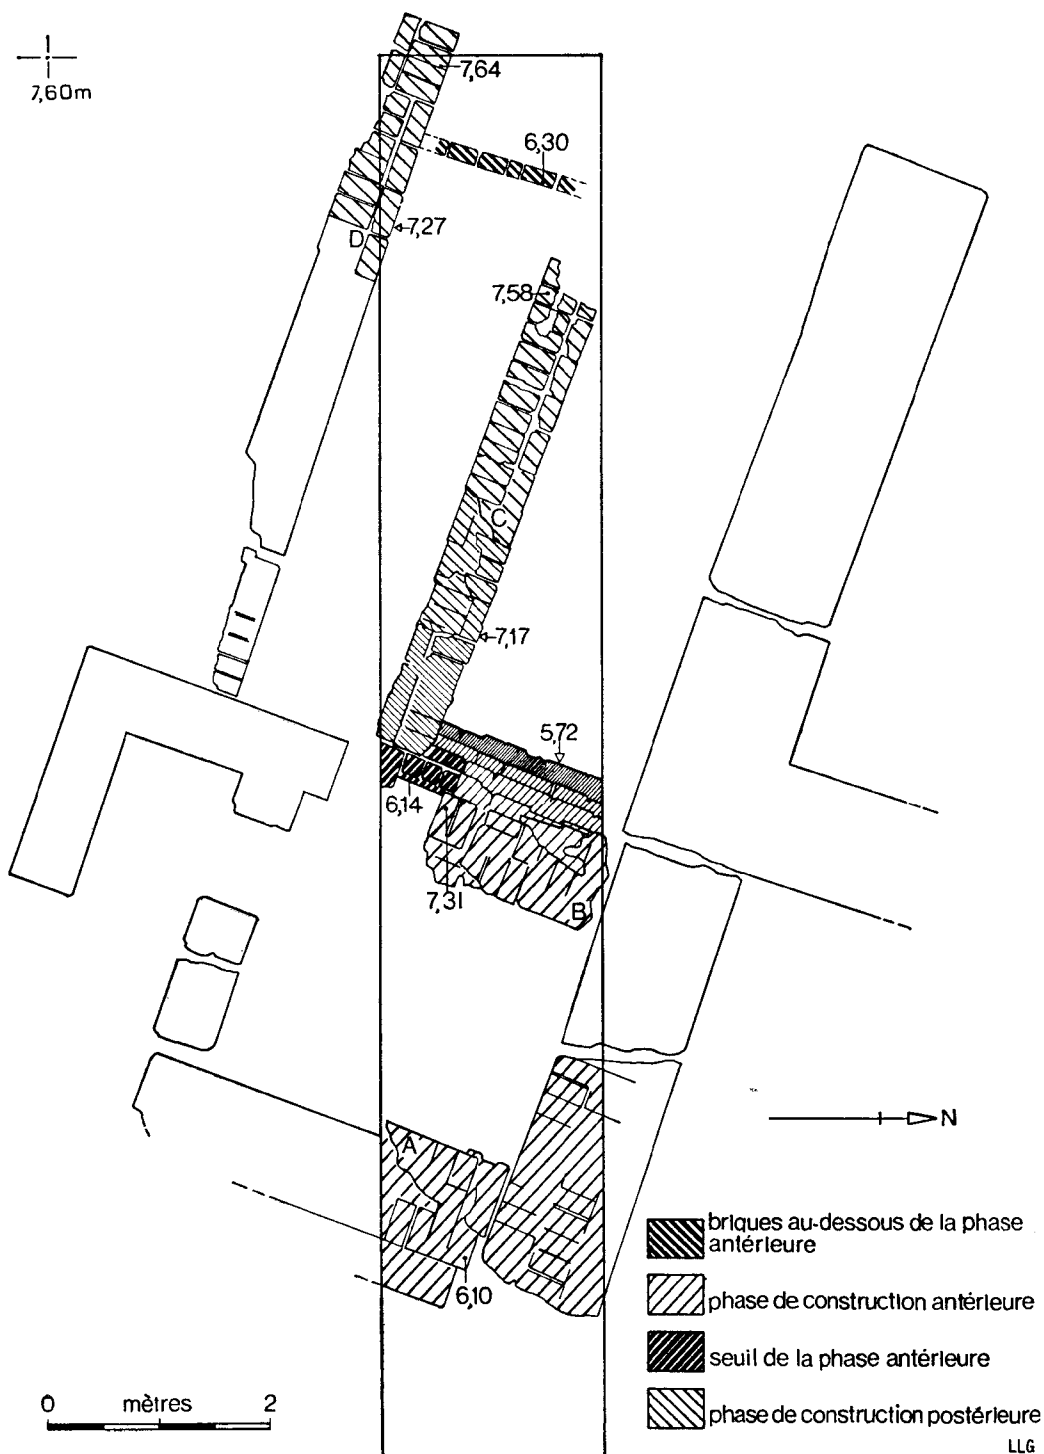 7,64
7,60m
6,30
7,27
D
7,58
C
7,17
5,72
6,14
7,31
B
A
N
6,10
briques au-dessous de la phase
antérieure
phase de construction antérieure
seuil de la phase antérieure
phase de construction postérieure
0 mètres 2
LLG